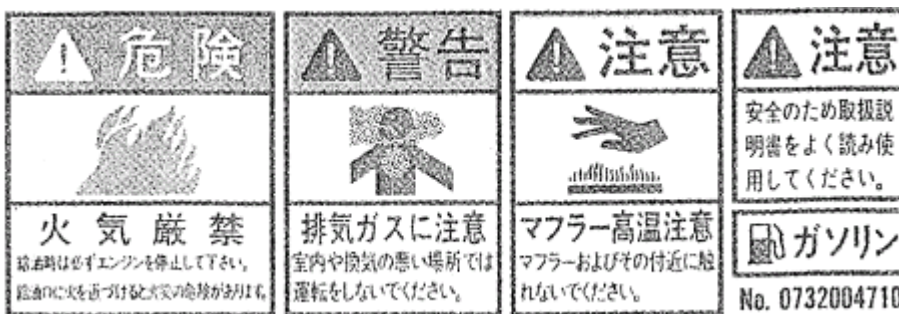 危険
火気厳禁
給油時は必ずエンジンを停止して下さい。
給油口に火を近づけると火災の危険があります。
警告
排気ガスに注意
室内や換気の悪い場所では
運転をしないでください。
注意
マフラー高温注意
マフラーおよびその付近に触
れないでください。
注意
安全のため取扱説
明書をよく読み使
用してください。
ガソリン
No. 0732004710